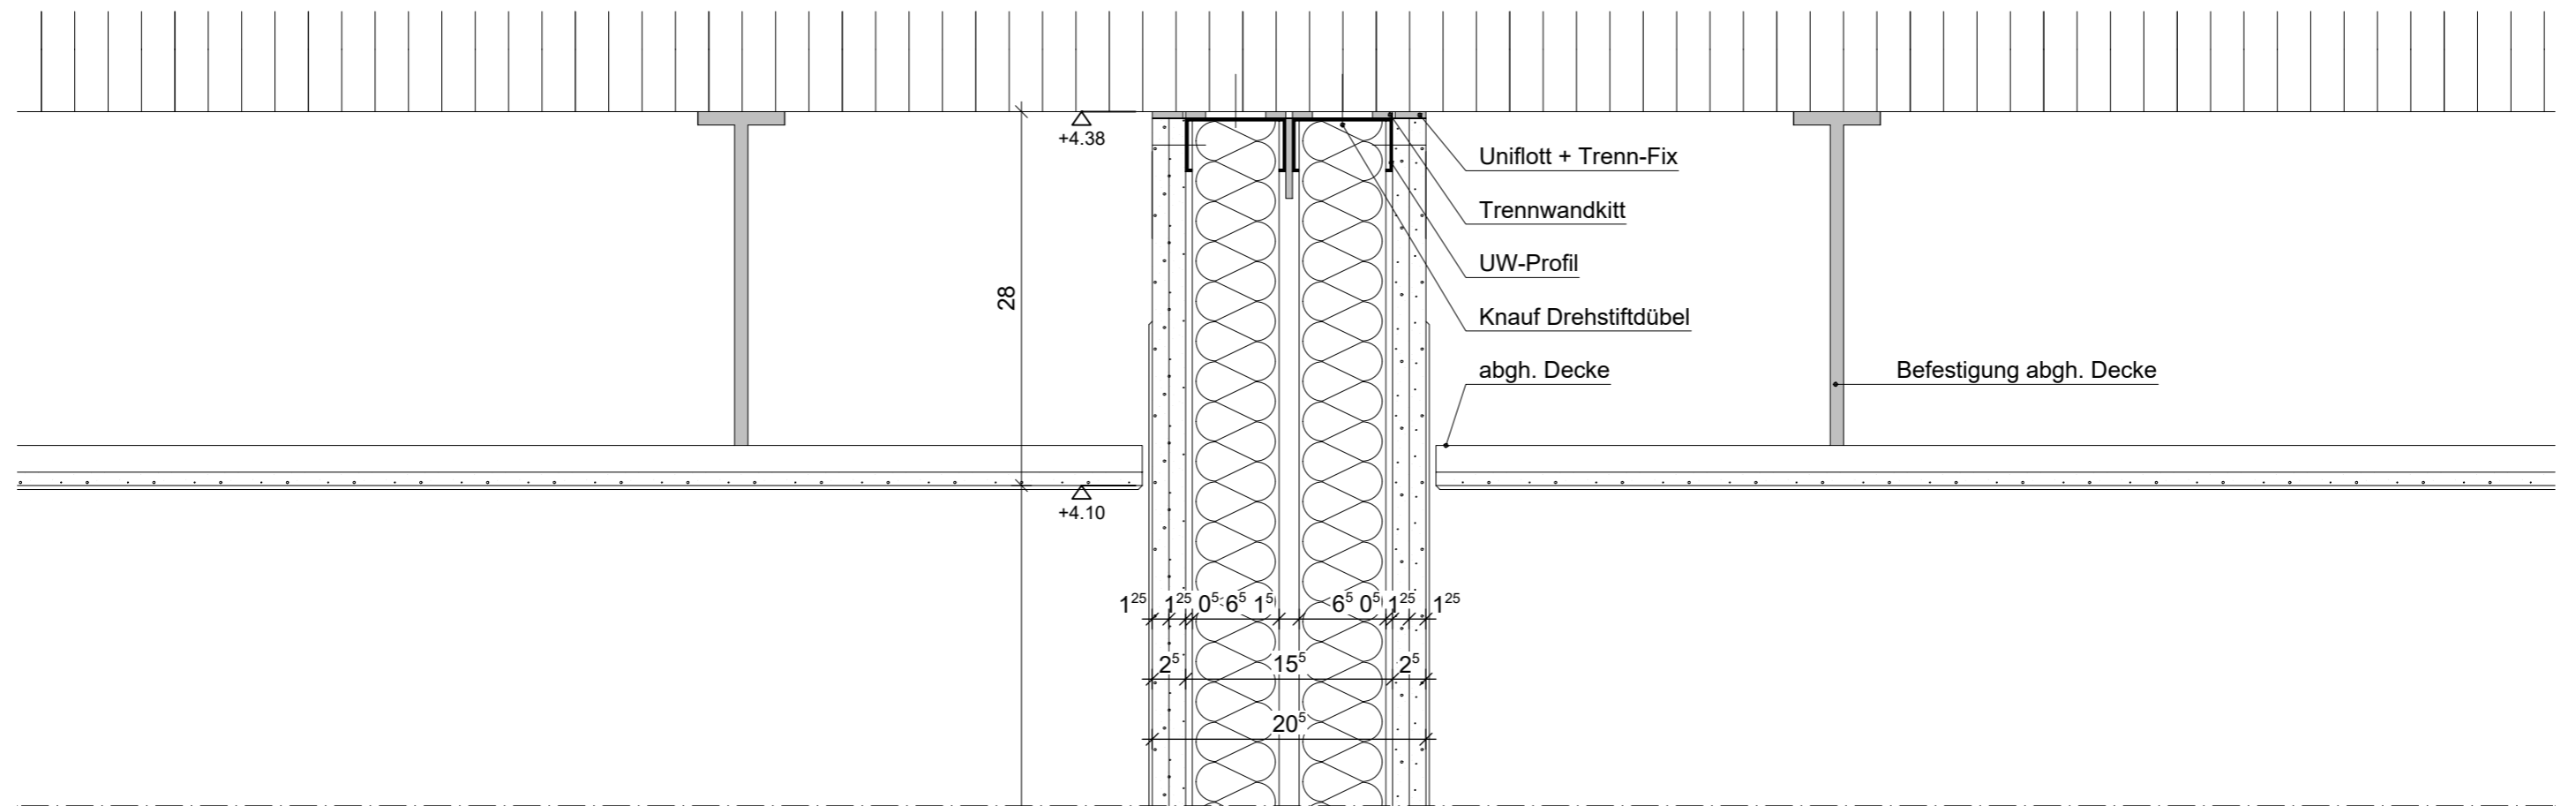 +4.38
Uniflott + Trenn-Fix
Trennwandkitt
UW-Profil
28
Knauf Drehstiftdübel
abgh. Decke
Befestigung abgh. Decke
+4.10
1²⁵ 1²⁵ 0⁵ 6⁵ 1⁵ 6⁵ 0⁵ 1²⁵ 1²⁵
2⁵ 15⁵ 2⁵
20⁵